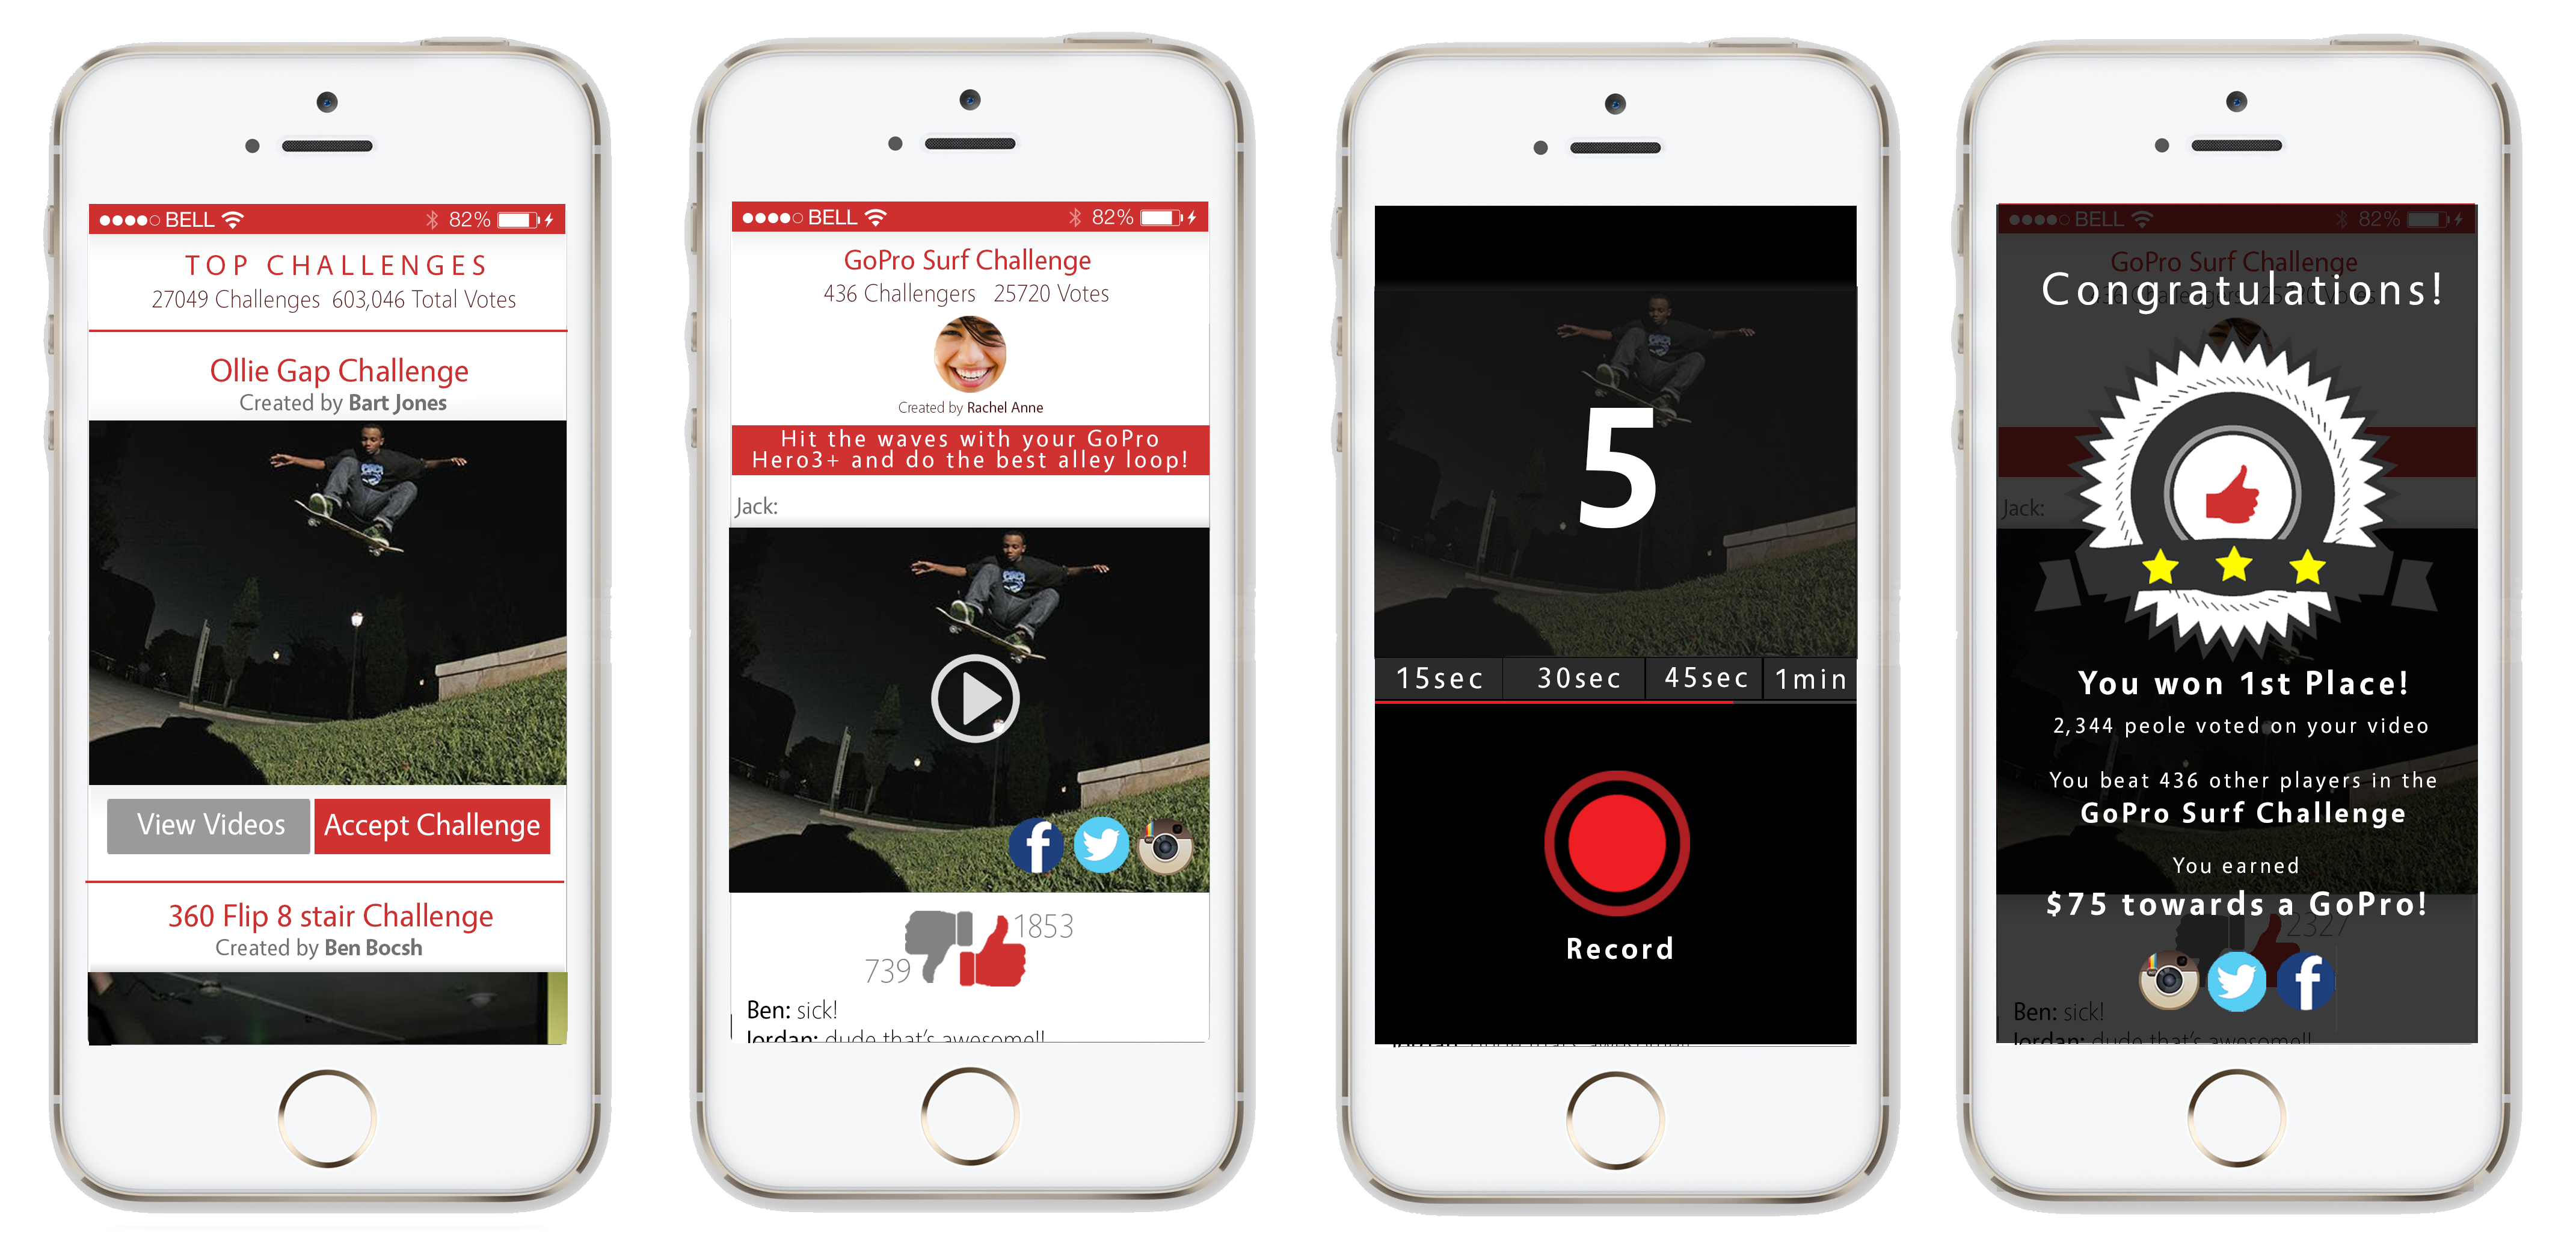 BELL 82%
TOP CHALLENGES
27049 Challenges 603,046 Total Votes
Ollie Gap Challenge
Created by Bart Jones
View Videos Accept Challenge
360 Flip 8 stair Challenge
Created by Ben Bocsh
BELL 82%
GoPro Surf Challenge
436 Challengers 25720 Votes
Created by Rachel Anne
Hit the waves with your GoPro
Hero3+ and do the best alley loop!
Jack:
1853
739
Ben: sick!
Jordan: dude that's awesome!!
5
15sec 30sec 45sec 1min
Record
BELL 82%
GoPro Surf Challenge
Congratulations!
Jack:
You won 1st Place!
2,344 peole voted on your video
You beat 436 other players in the
GoPro Surf Challenge
You earned
$75 towards a GoPro!
2327
Ben: sick!
Jordan: dude that's awesome!!